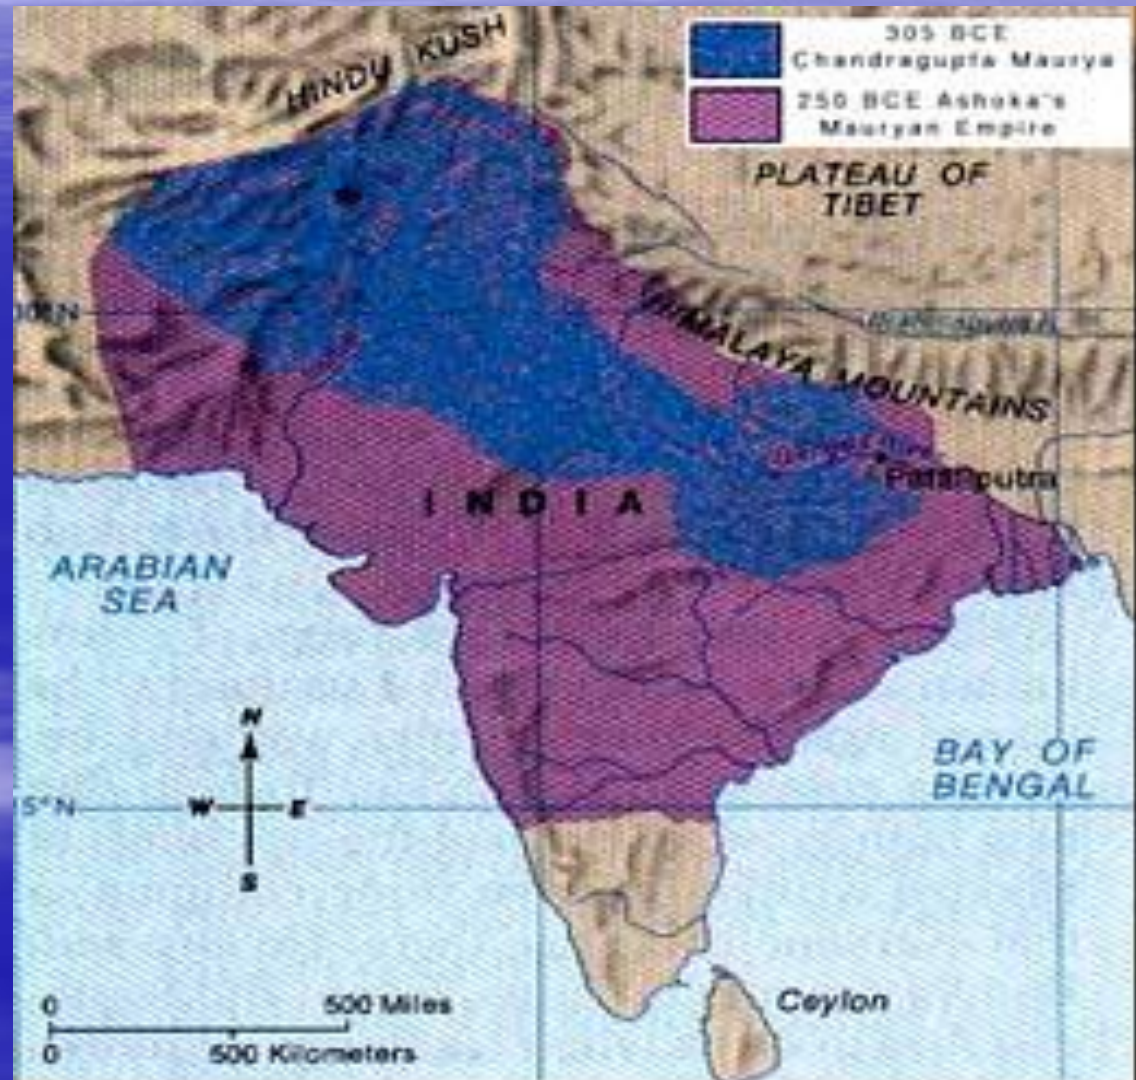 305 BCE
Chandragupta Maurya
250 BCE Ashoka's
Mauryan Empire
HINDU KUSH
PLATEAU OF
TIBET
HIMALAYA MOUNTAINS
Pataliputra
INDIA
ARABIAN
SEA
N
W E
S
BAY OF
BENGAL
5°N
Ceylon
0 500 Miles
0 500 Kilometers